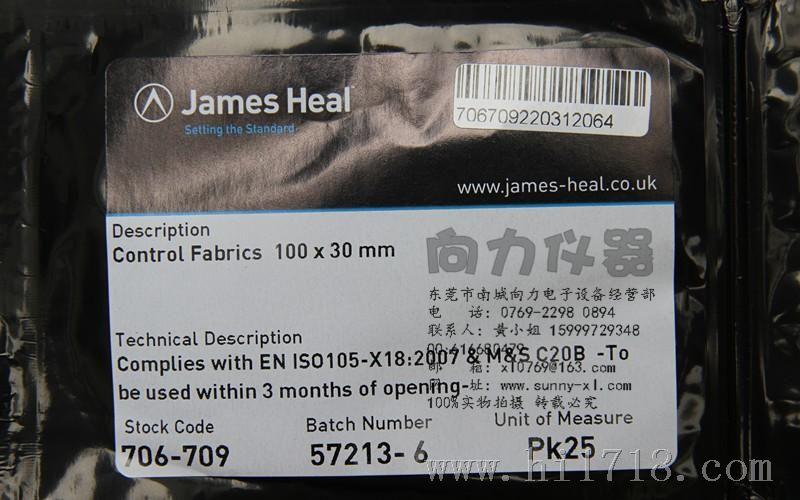 James Heal
Setting the Standard
706709220312064
www.james-heal.co.uk
Description
Control Fabrics 100 x 30 mm
向力仪器
东莞市南城向力电子设备经营部
电 话: 0769-2298 0894
联系人: 黄小姐 15999729348
QQ:616680479
Technical Description
Complies with EN ISO105-X18:2007 & M&S C20B -To
邮 箱: xl0769@163.com
be used within 3 months of opening-
网 址: www.sunny-xl.com
100%实物拍摄 转载必究
Stock Code
Batch Number
Unit of Measure
706-709
57213-6
Pk25
www.hi1718.com